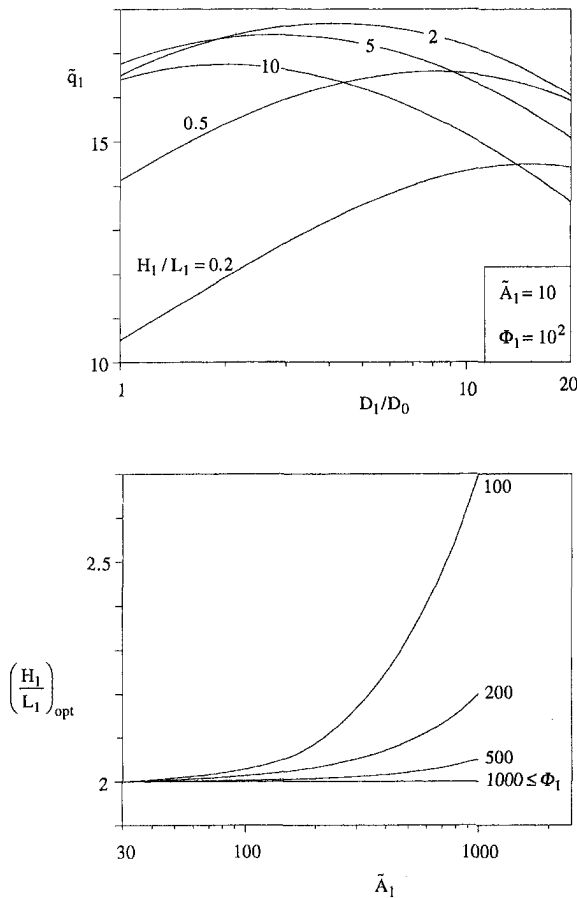 q̃₁
15
10
2
5
10
0.5
H₁ / L₁ = 0.2
Ã₁ = 10
Φ₁ = 10²
1
10
20
D₁/D₀
2.5
2
(H₁/L₁)opt
100
200
500
1000 ≤ Φ₁
30
100
1000
Ã₁